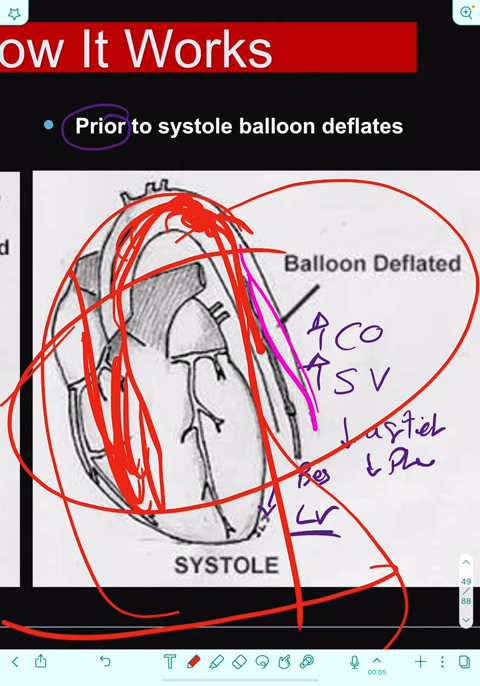 ow It Works
Prior to systole balloon deflates
d
Balloon Deflated
↑ CO
↑ SV
↓
↓
LV
SYSTOLE
49
/
88
T
00:05